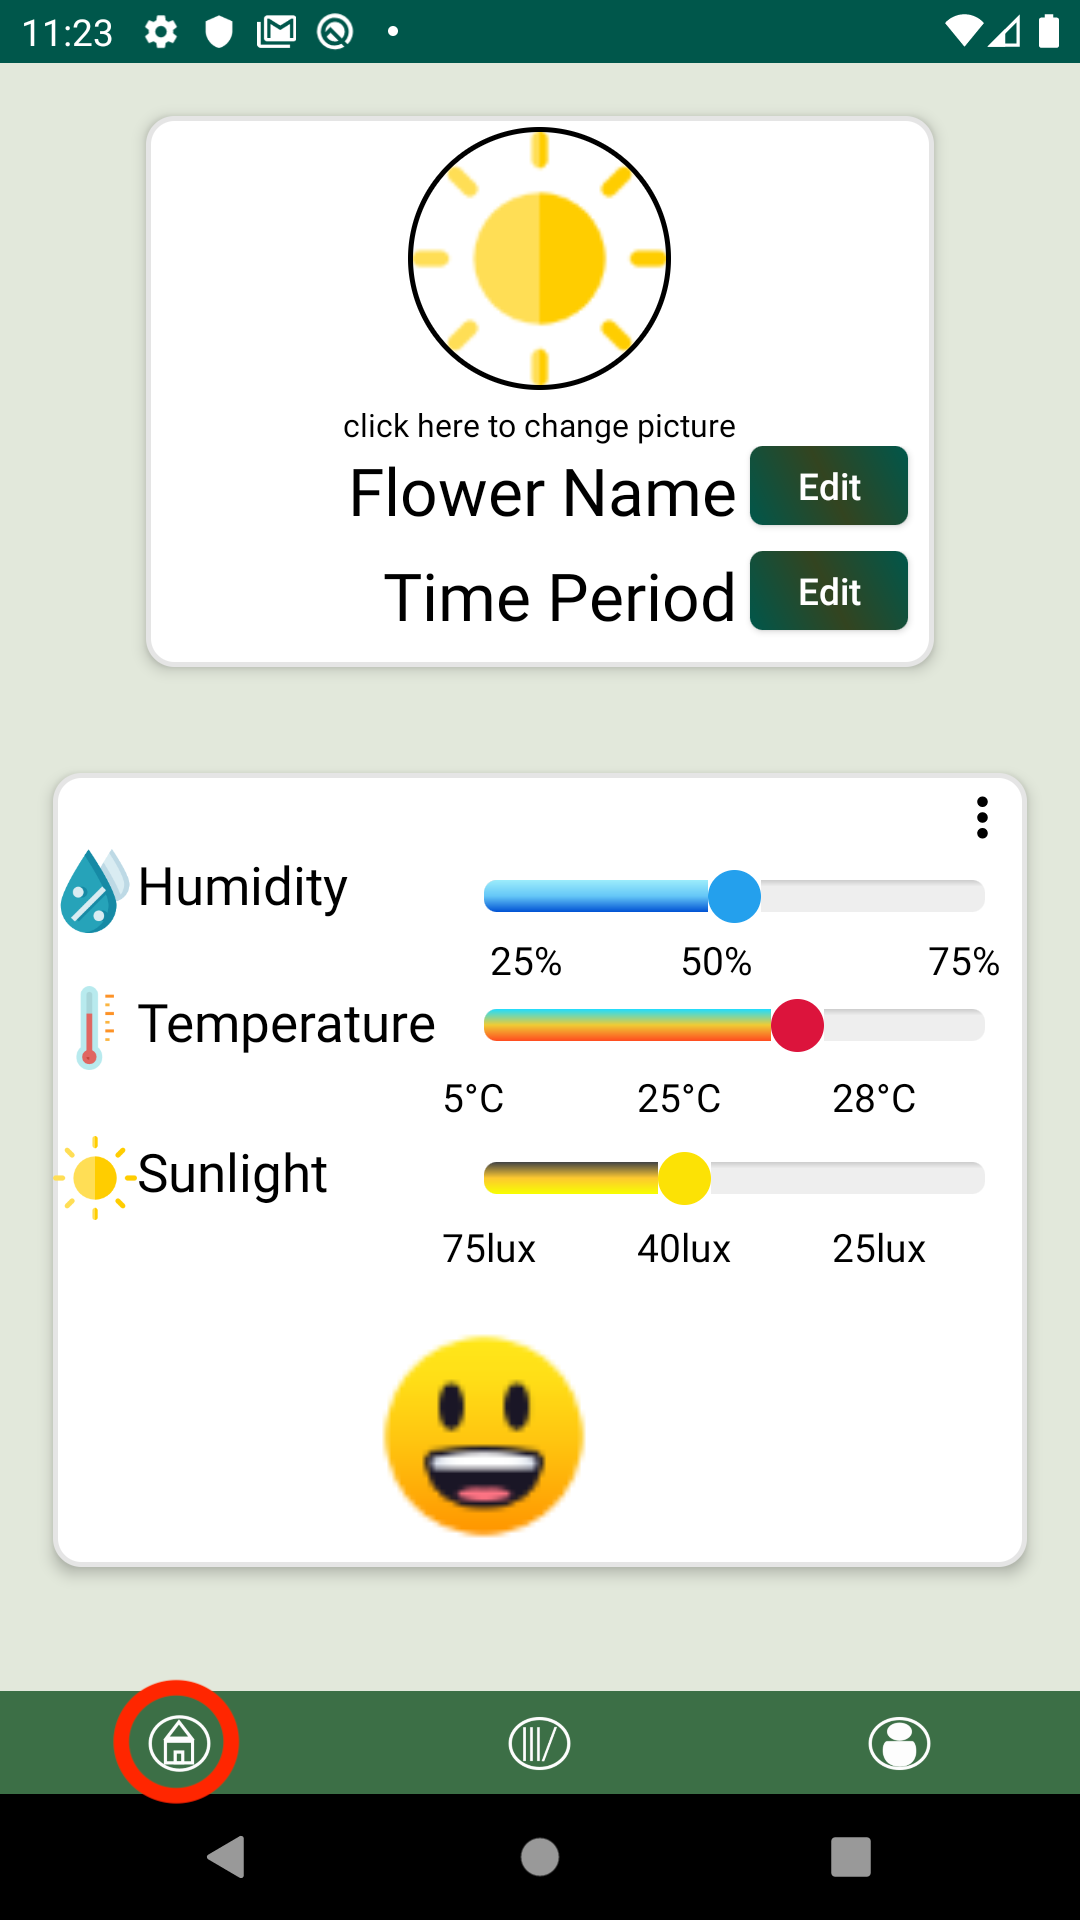 11:23
click here to change picture
Flower Name Edit
Time Period Edit
Humidity
25% 50% 75%
Temperature
5°C 25°C 28°C
Sunlight
75lux 40lux 25lux